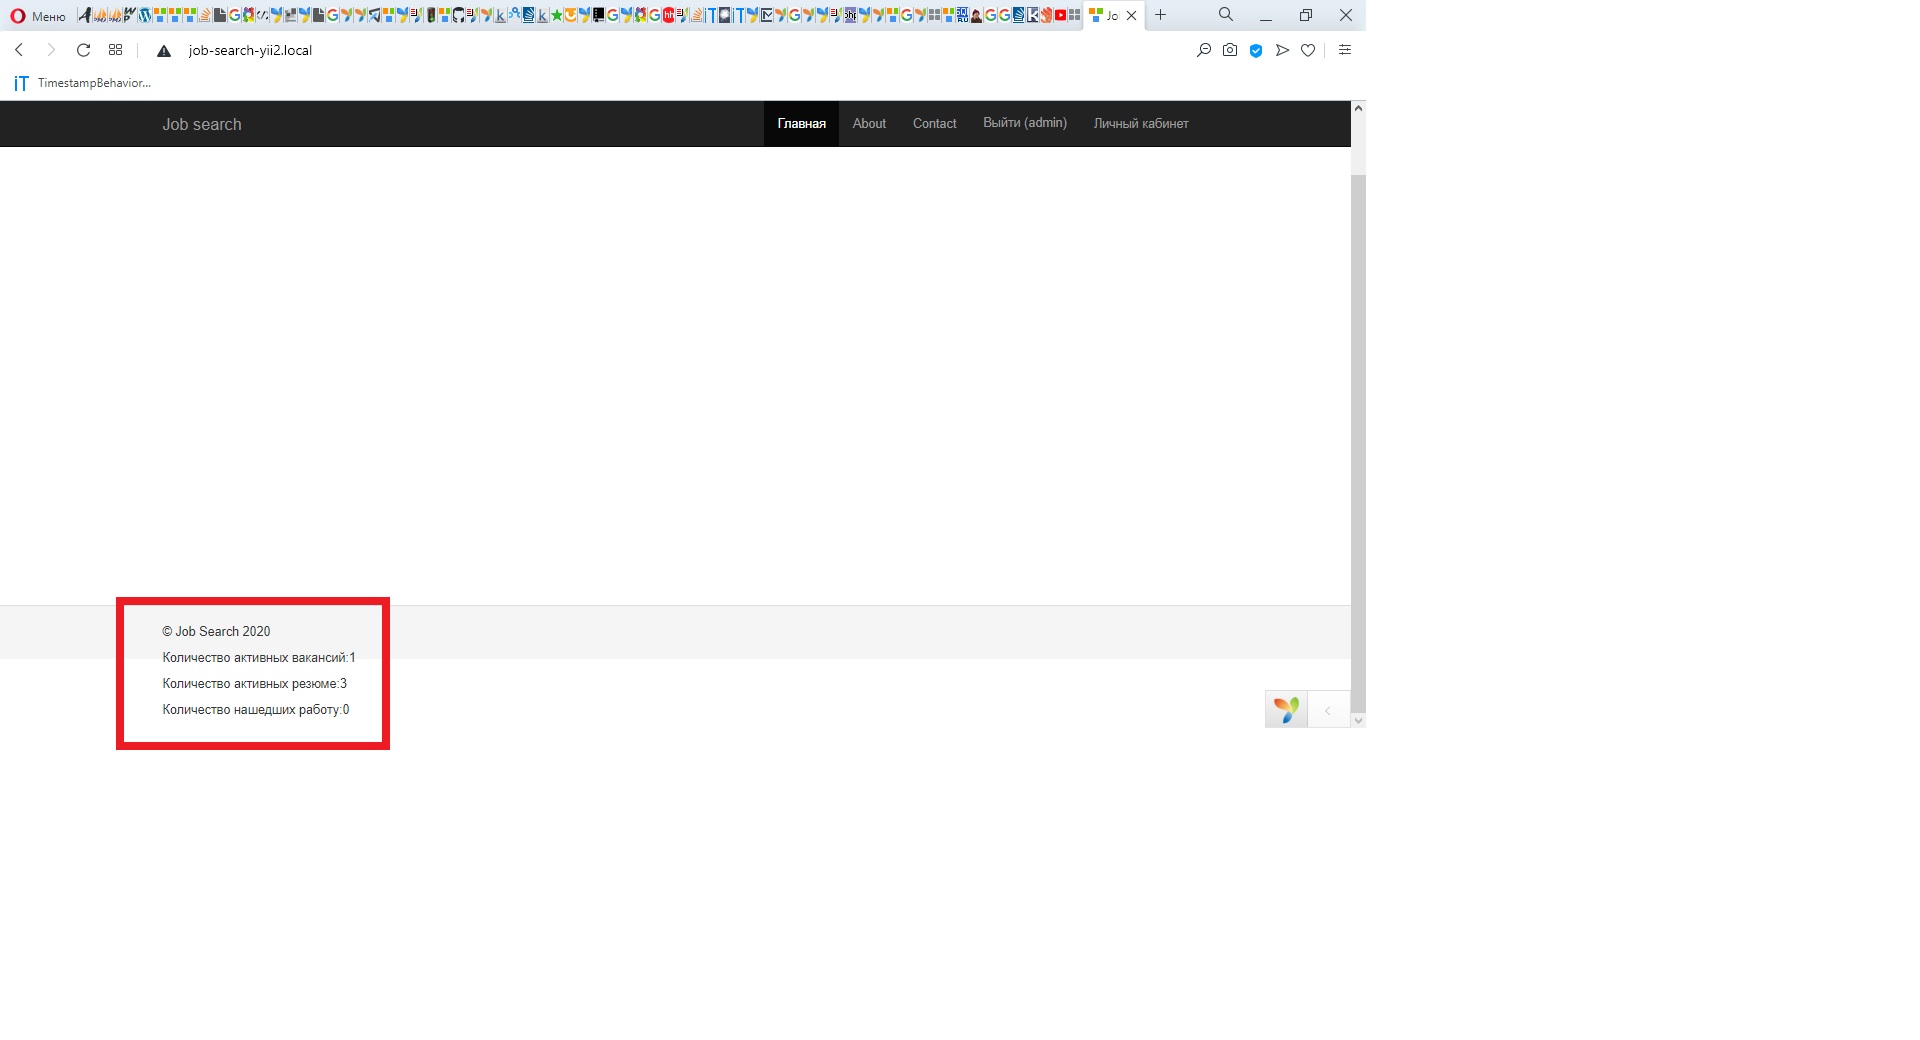 Меню
Jo
job-search-yii2.local
TimestampBehavior...
Job search
Главная About Contact Выйти (admin) Личный кабинет
© Job Search 2020
Количество активных вакансий:1
Количество активных резюме:3
Количество нашедших работу:0